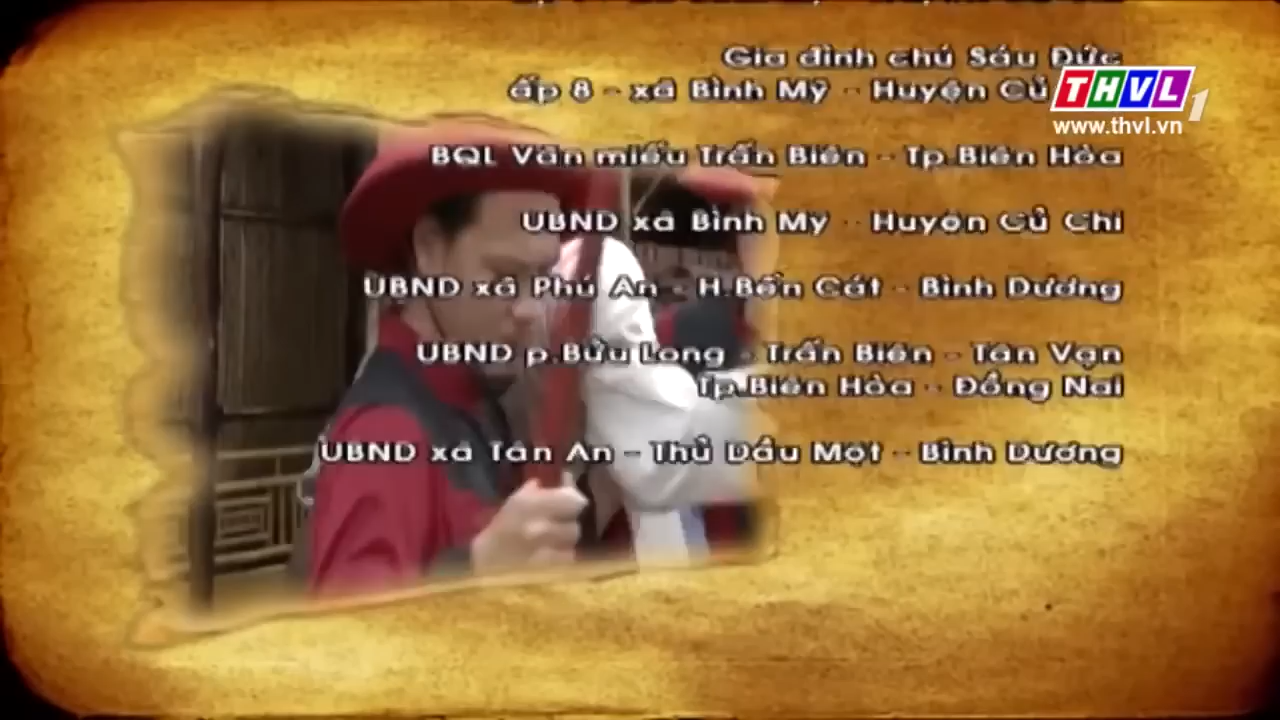 Gia đình chú Sáu Đức
ấp 8 - xã Bình Mỹ - Huyện Củ
THVL1
www.thvl.vn
BQL Văn miếu Trấn Biên - Tp.Biên Hòa
UBND xã Bình Mỹ - Huyện Củ Chi
UBND xã Phú An - H.Bến Cát - Bình Dương
UBND p.Bửu Long - Trấn Biên - Tân Vạn
Tp.Biên Hòa - Đồng Nai
UBND xã Tân An - Thủ Dầu Một - Bình Dương